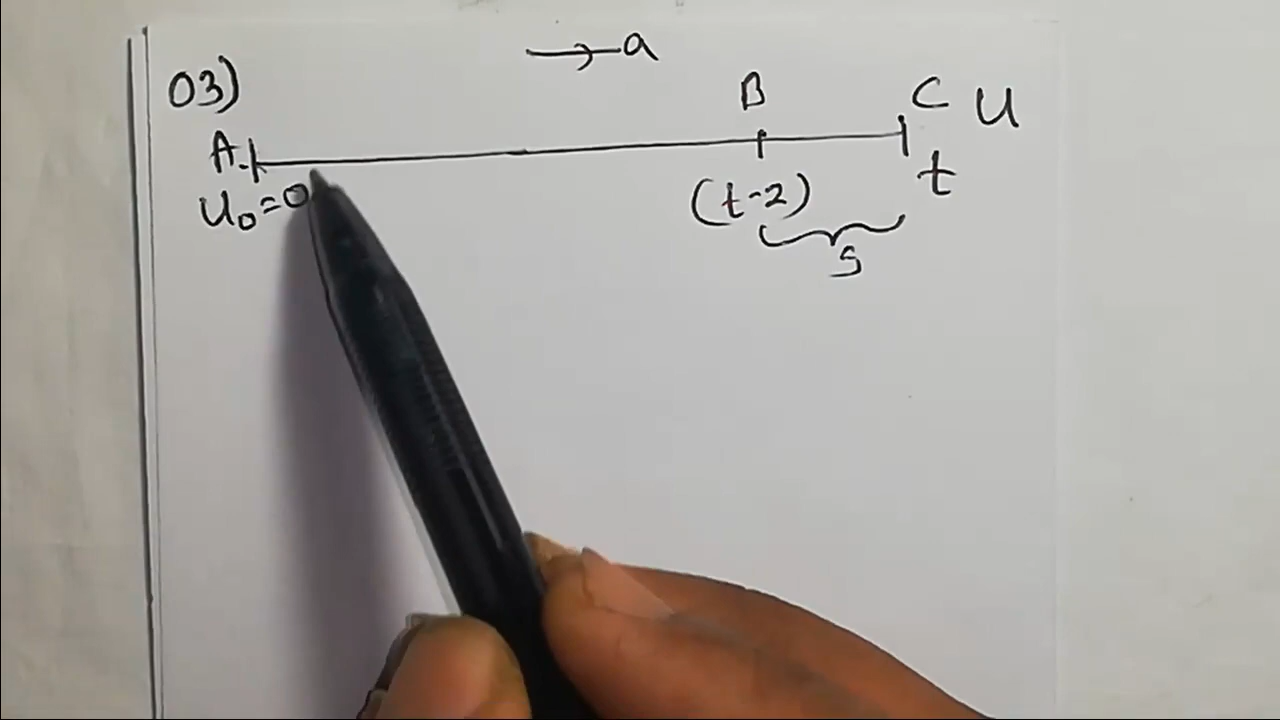 →a
03)
B C U
A
(t-2) t
U₀=0
S